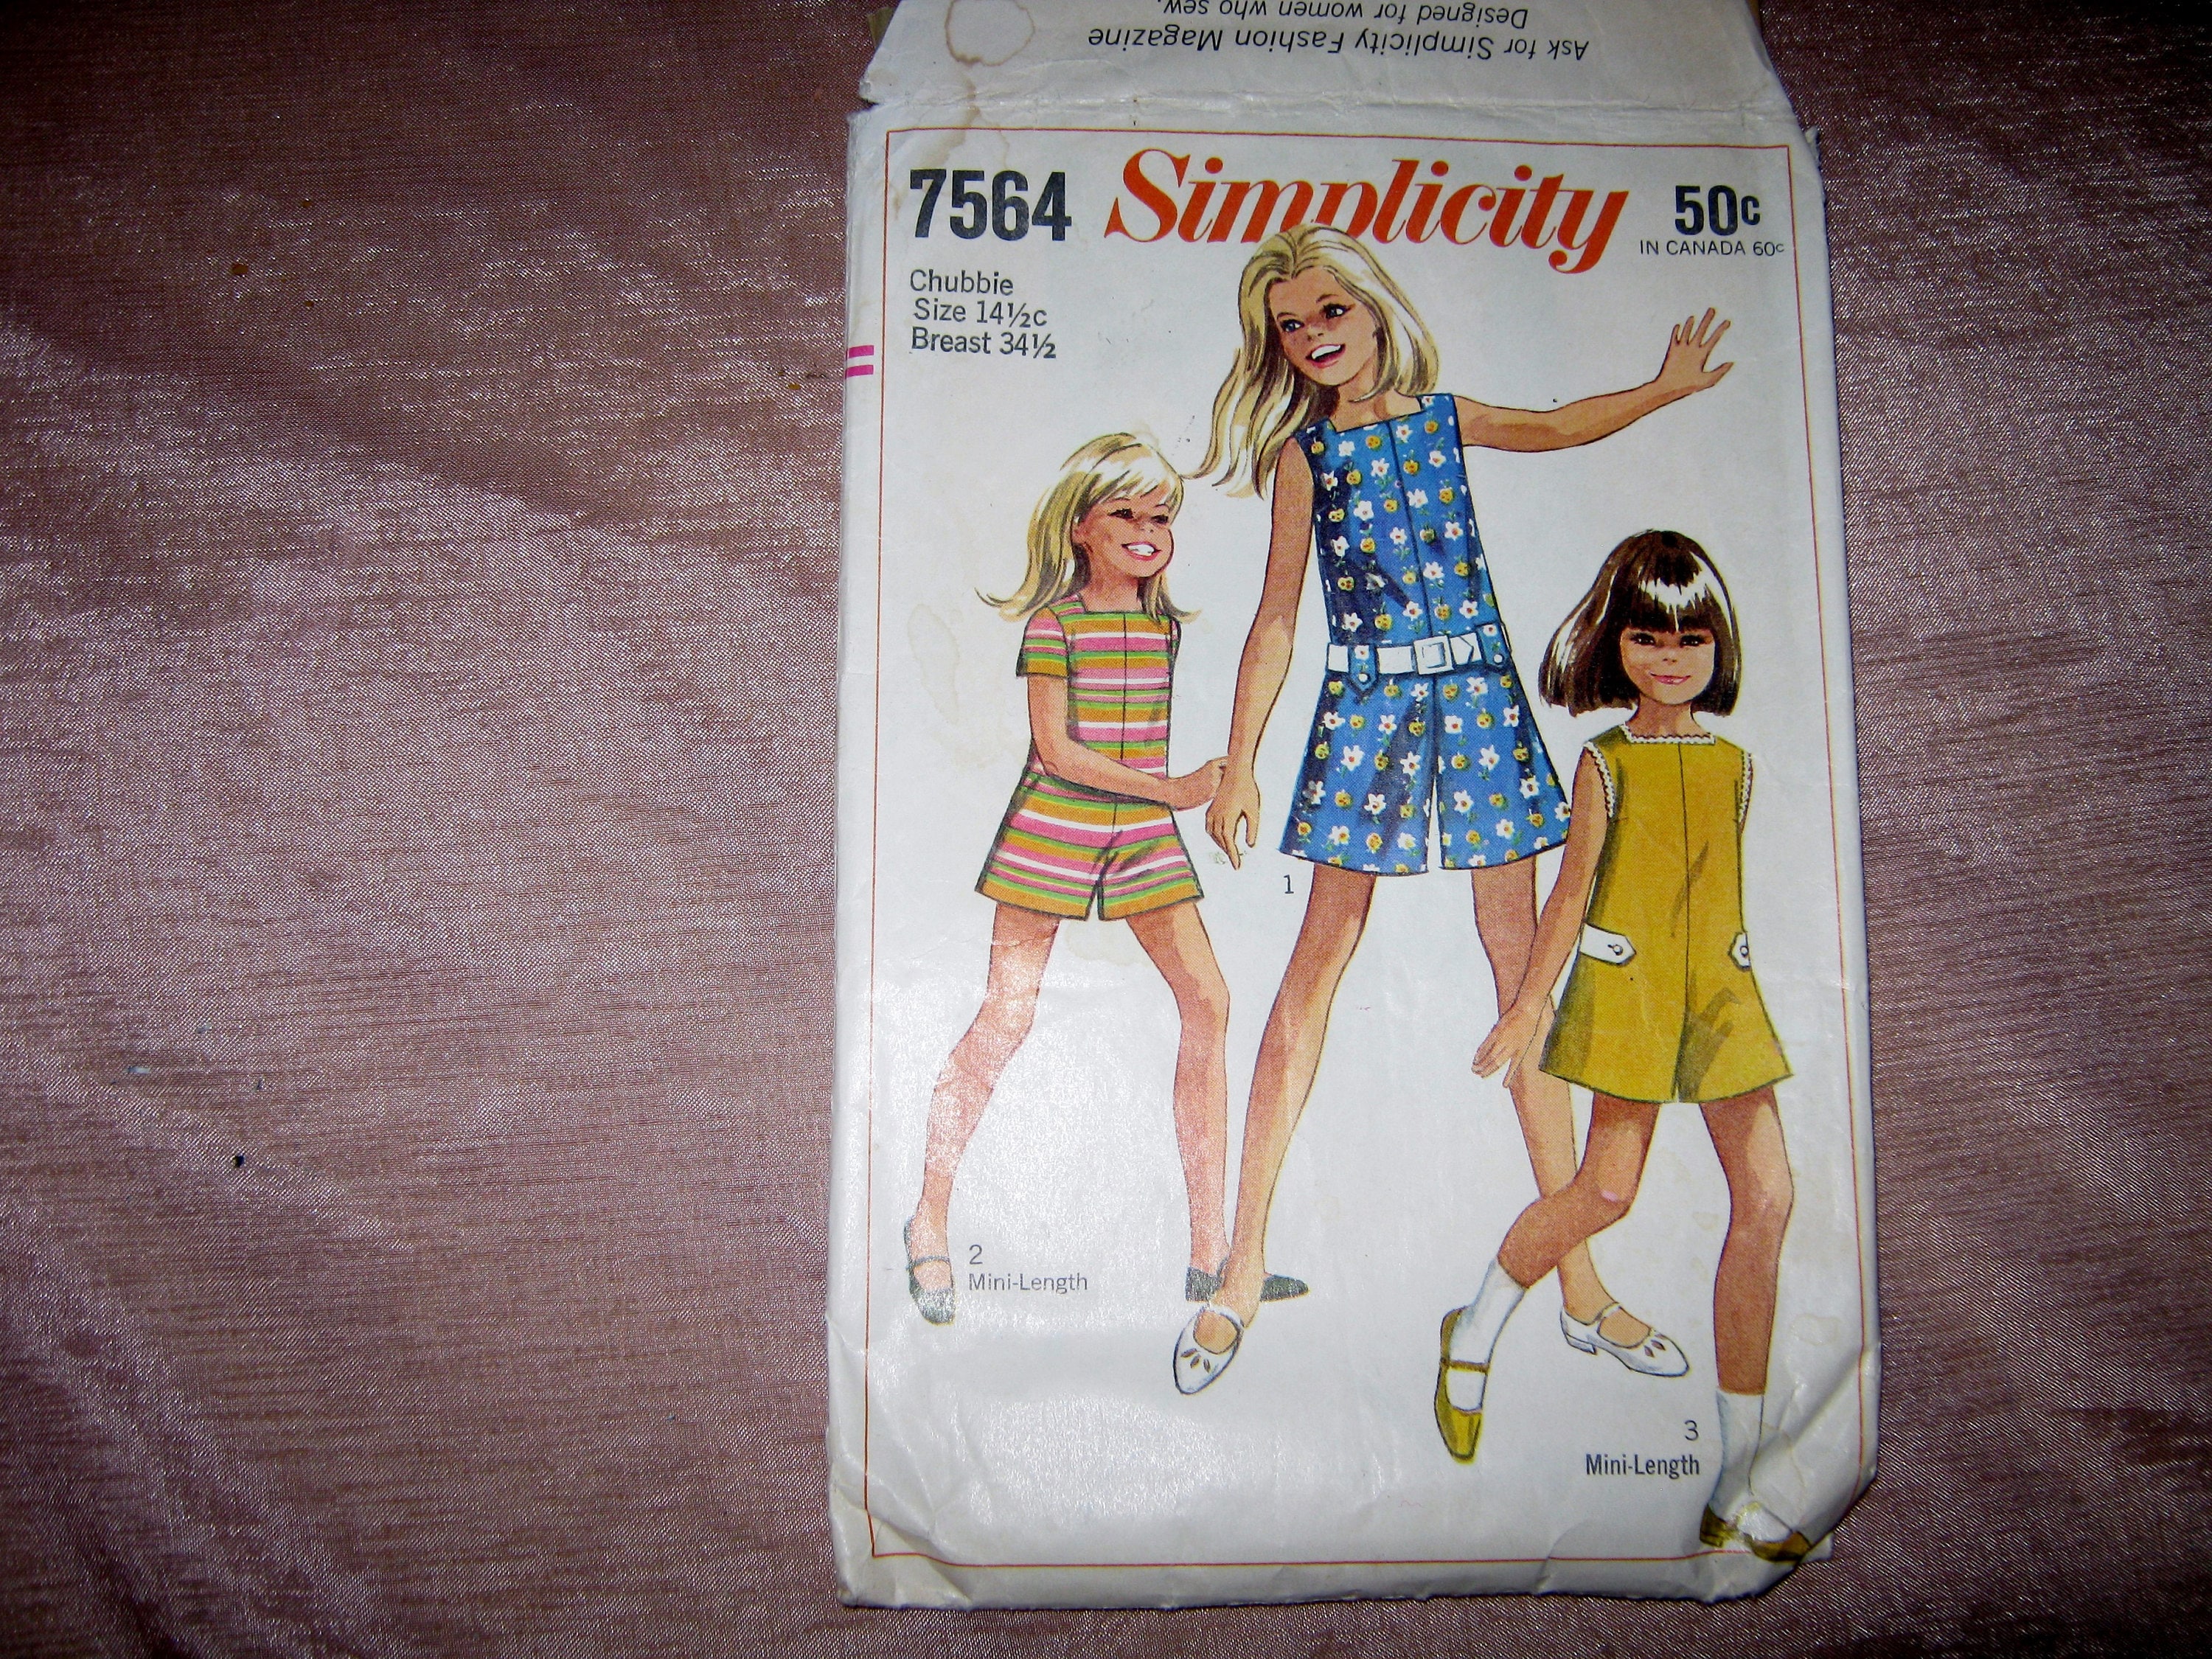 Designed for women who sew.
Ask for Simplicity Fashion Magazine
7564 Simplicity 50c
IN CANADA 60c
Chubbie
Size 14½c
Breast 34½
1
2
Mini-Length
3
Mini-Length